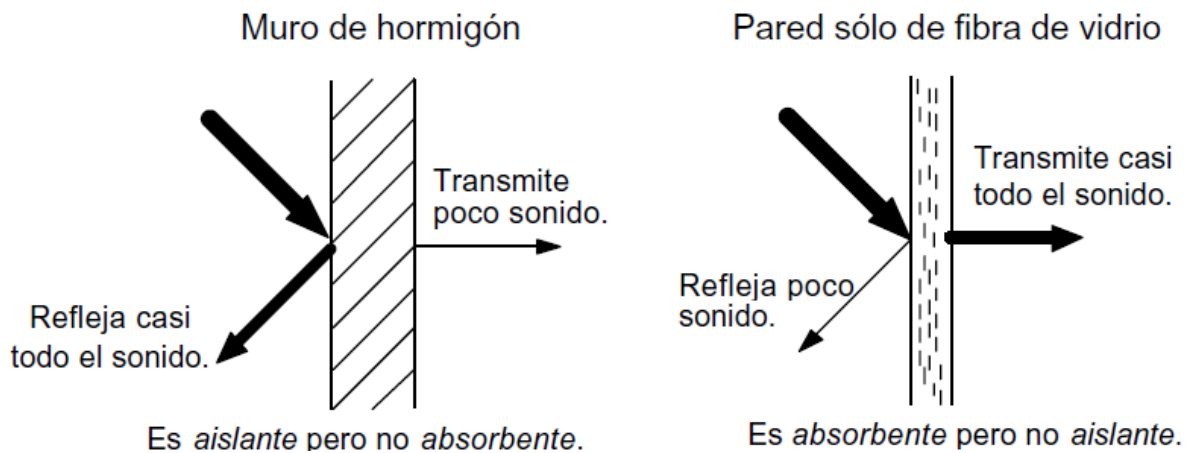 Muro de hormigón
Transmite
poco sonido.
Refleja casi
todo el sonido.
Es aislante pero no absorbente.
Pared sólo de fibra de vidrio
Transmite casi
todo el sonido.
Refleja poco
sonido.
Es absorbente pero no aislante.